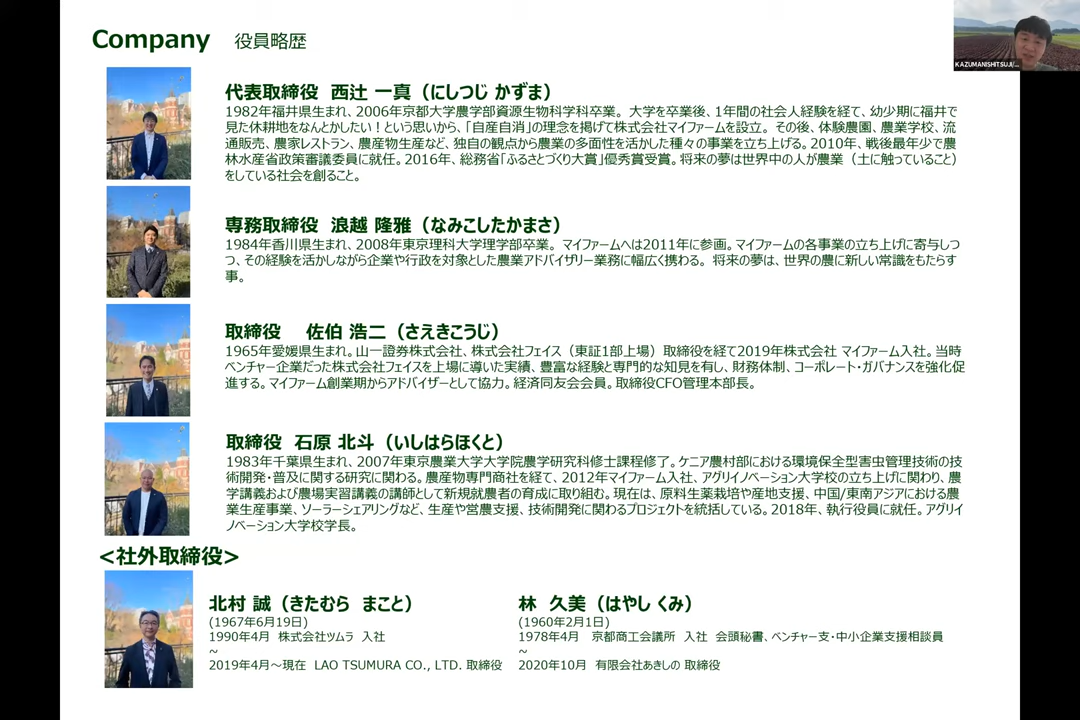 Company 役員略歴
KAZUMANISHITSUJI/...
代表取締役 西辻 一真（にしつじ かずま）
1982年福井県生まれ、2006年京都大学農学部資源生物科学科卒業。 大学を卒業後、1年間の社会人経験を経て、幼少期に福井で
見た休耕地をなんとかしたい！という思いから、「自産自消」の理念を掲げて株式会社マイファームを設立。その後、体験農園、農業学校、流
通販売、農家レストラン、農産物生産など、独自の観点から農業の多面性を活かした種々の事業を立ち上げる。2010年、戦後最年少で農
林水産省政策審議委員に就任。2016年、総務省「ふるさとづくり大賞」優秀賞受賞。将来の夢は世界中の人が農業（土に触っていること）
をしている社会を創ること。
専務取締役 浪越 隆雅（なみこしたかまさ）
1984年香川県生まれ、2008年東京理科大学理学部卒業。 マイファームへは2011年に参画。マイファームの各事業の立ち上げに寄与しつ
つ、その経験を活かしながら企業や行政を対象とした農業アドバイザリー業務に幅広く携わる。 将来の夢は、世界の農に新しい常識をもたらす
事。
取締役 佐伯 浩二（さえきこうじ）
1965年愛媛県生まれ。山一證券株式会社、株式会社フェイス（東証1部上場）取締役を経て2019年株式会社 マイファーム入社。当時
ベンチャー企業だった株式会社フェイスを上場に導いた実績、豊富な経験と専門的な知見を有し、財務体制、コーポレート・ガバナンスを強化促
進する。マイファーム創業期からアドバイザーとして協力。経済同友会会員。取締役CFO管理本部長。
取締役 石原 北斗（いしはらほくと）
1983年千葉県生まれ、2007年東京農業大学大学院農学研究科修士課程修了。ケニア農村部における環境保全型害虫管理技術の技
術開発・普及に関する研究に関わる。農産物専門商社を経て、2012年マイファーム入社、アグリイノベーション大学校の立ち上げに関わり、農
学講義および農場実習講義の講師として新規就農者の育成に取り組む。現在は、原料生薬栽培や産地支援、中国/東南アジアにおける農
業生産事業、ソーラーシェアリングなど、生産や営農支援、技術開発に関わるプロジェクトを統括している。2018年、執行役員に就任。アグリイ
ノベーション大学校学長。
<社外取締役>
北村 誠（きたむら まこと）
(1967年6月19日)
1990年4月 株式会社ツムラ 入社
~
2019年4月～現在 LAO TSUMURA CO., LTD. 取締役
林 久美（はやし くみ）
(1960年2月1日)
1978年4月 京都商工会議所 入社 会頭秘書、ベンチャー支・中小企業支援相談員
~
2020年10月 有限会社あきしの 取締役